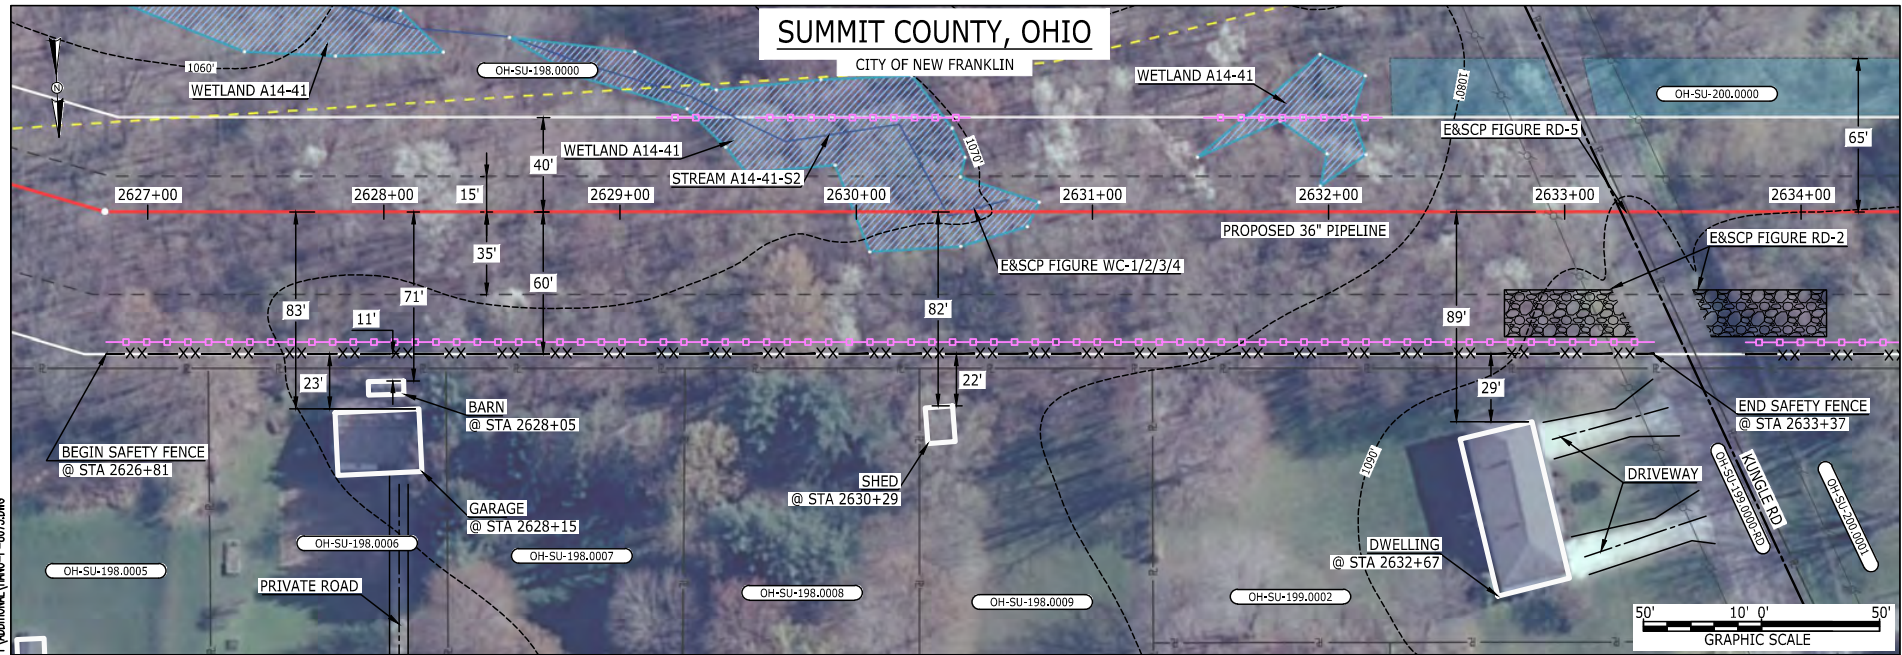 SUMMIT COUNTY, OHIO
CITY OF NEW FRANKLIN
1060'
WETLAND A14-41
OH-SU-198.0000
WETLAND A14-41
1080'
OH-SU-200.0000
E&SCP FIGURE RD-5
65'
WETLAND A14-41
STREAM A14-41-S2
1070'
40'
15'
2627+00
2628+00
2629+00
2630+00
2631+00
2632+00
2633+00
2634+00
PROPOSED 36" PIPELINE
E&SCP FIGURE RD-2
35'
60'
E&SCP FIGURE WC-1/2/3/4
83'
71'
11'
82'
89'
23'
22'
29'
BARN
@ STA 2628+05
BEGIN SAFETY FENCE
@ STA 2626+81
END SAFETY FENCE
@ STA 2633+37
SHED
@ STA 2630+29
1090'
DRIVEWAY
KUNGLE RD
OH-SU-199.0000-RD
OH-SU-200.0001
GARAGE
@ STA 2628+15
OH-SU-198.0006
OH-SU-198.0007
OH-SU-198.0005
DWELLING
@ STA 2632+67
PRIVATE ROAD
OH-SU-198.0008
OH-SU-198.0009
OH-SU-199.0002
50' 10' 0' 50'
GRAPHIC SCALE